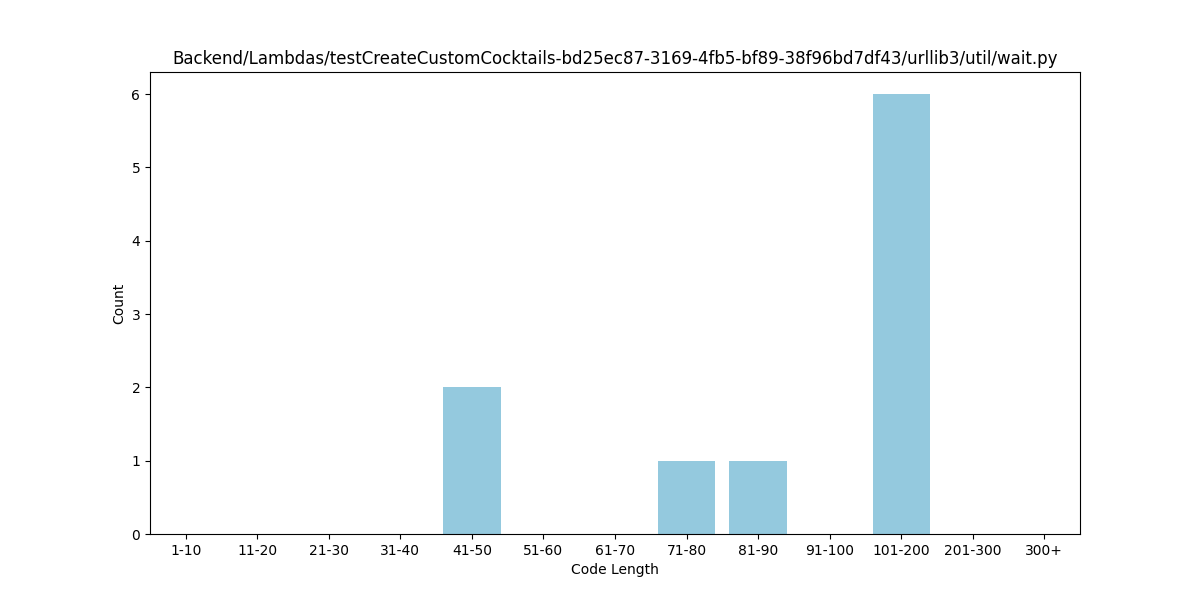 Backend/Lambdas/testCreateCustomCocktails-bd25ec87-3169-4fb5-bf89-38f96bd7df43/urllib3/util/wait.py
6
5
4
3
2
1
0
Count
1-10 11-20 21-30 31-40 41-50 51-60 61-70 71-80 81-90 91-100 101-200 201-300 300+
Code Length